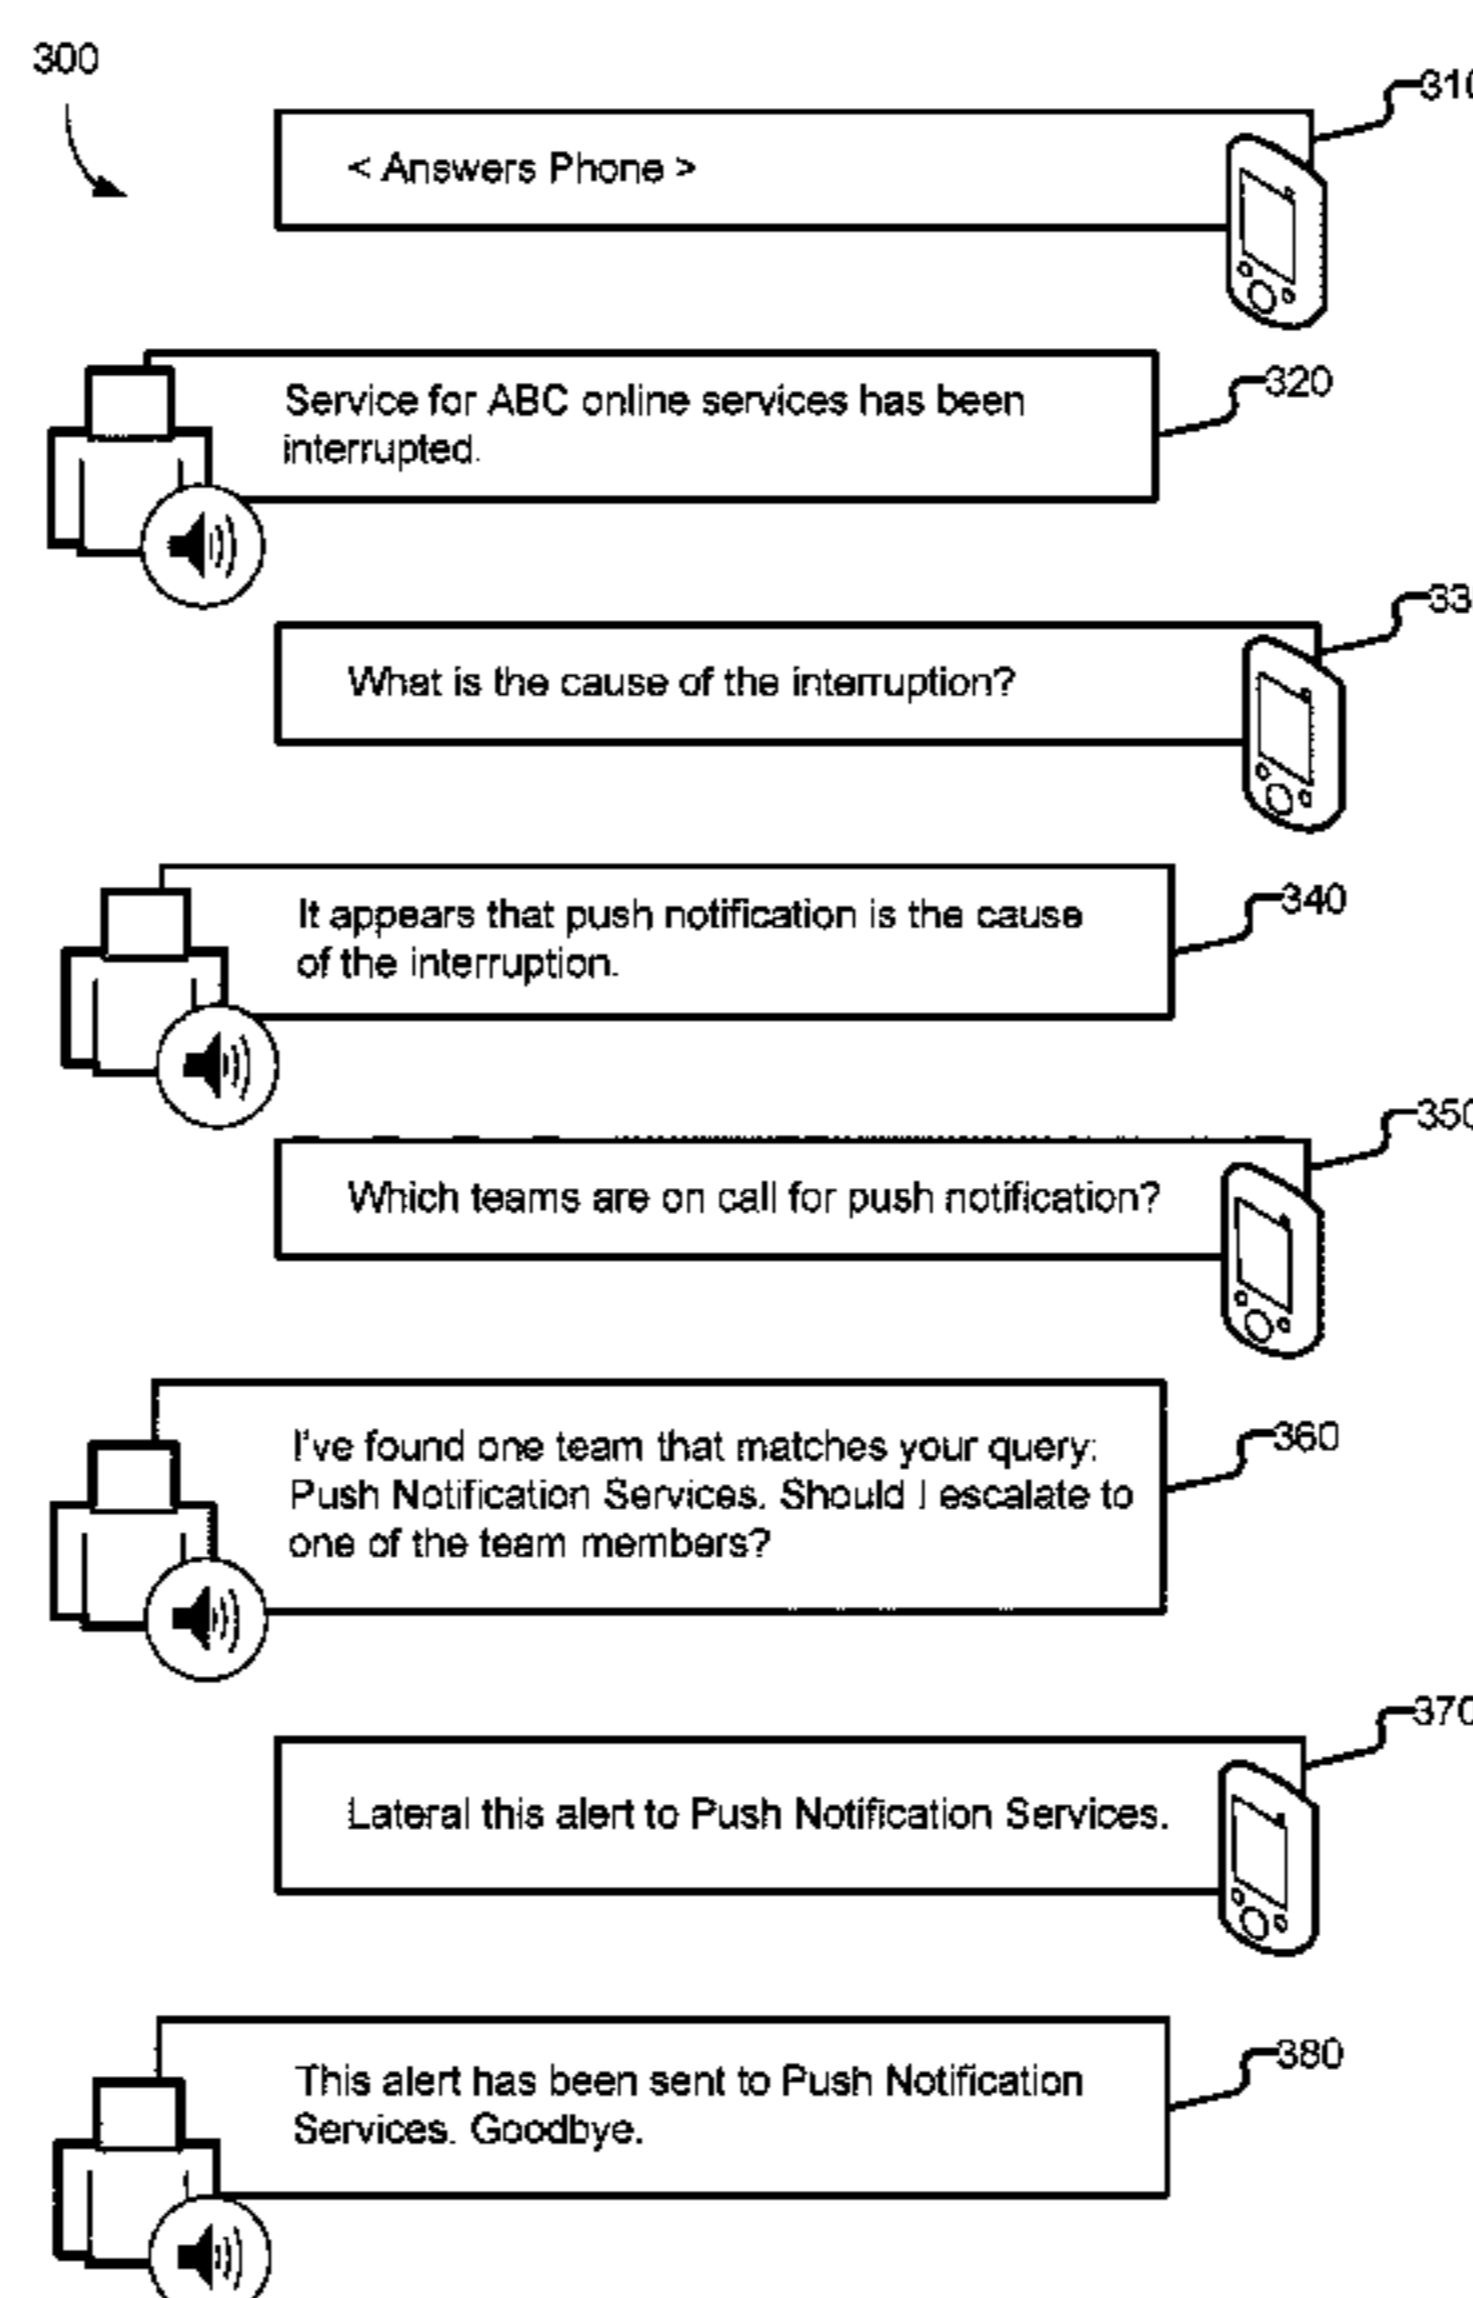 300
310
< Answers Phone >
320
Service for ABC online services has been
interrupted.
33
What is the cause of the interruption?
340
It appears that push notification is the cause
of the interruption.
350
Which teams are on call for push notification?
360
I've found one team that matches your query:
Push Notification Services. Should I escalate to
one of the team members?
370
Lateral this alert to Push Notification Services.
380
This alert has been sent to Push Notification
Services. Goodbye.